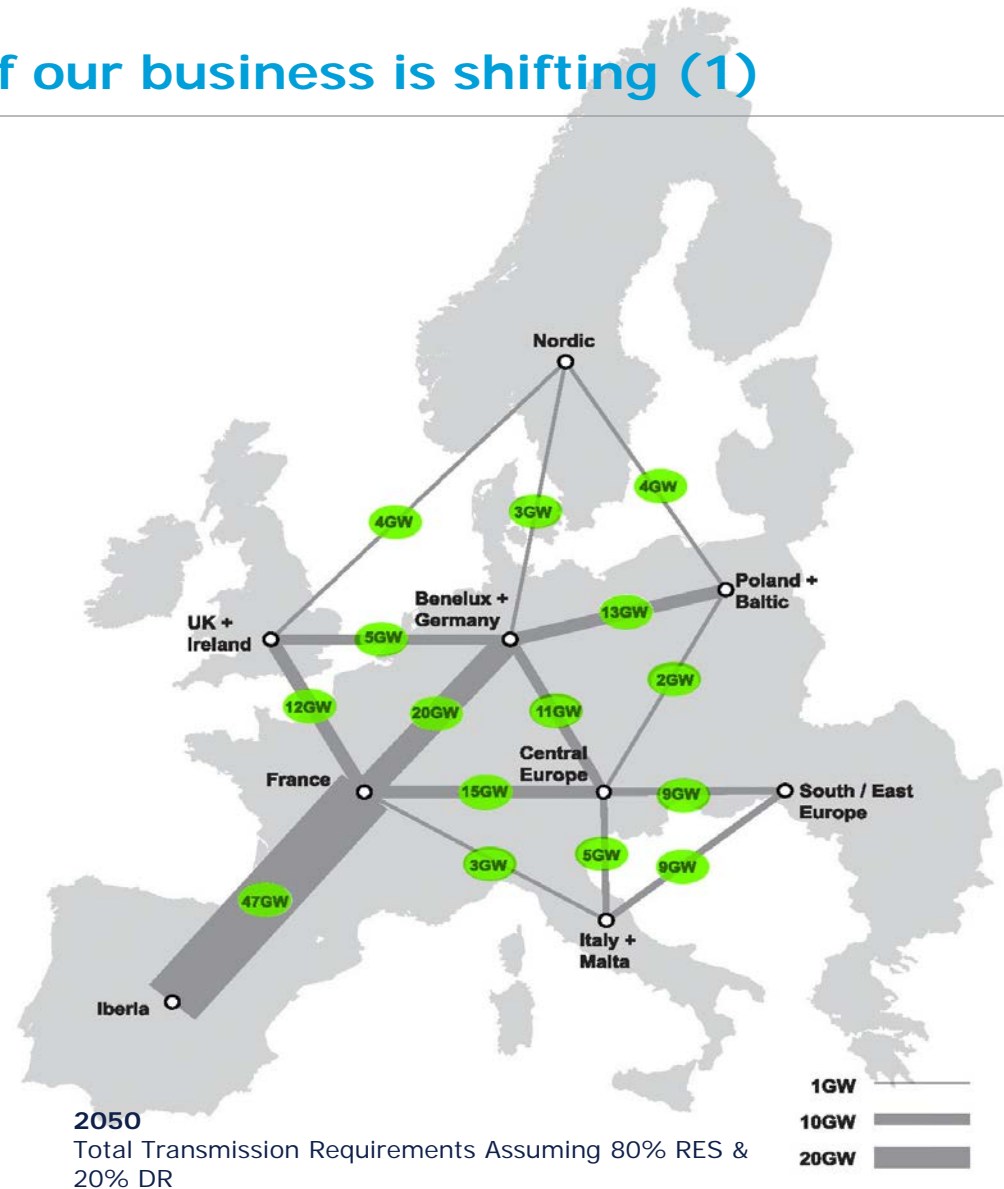 f our business is shifting (1)
Nordic
4GW
3GW
4GW
Poland +
Baltic
Benelux +
Germany
13GW
UK +
Ireland
5GW
2GW
12GW
20GW
11GW
Central
Europe
France
15GW
9GW
South / East
Europe
3GW
5GW
9GW
47GW
Italy +
Malta
Iberia
1GW
10GW
20GW
2050
Total Transmission Requirements Assuming 80% RES &
20% DR